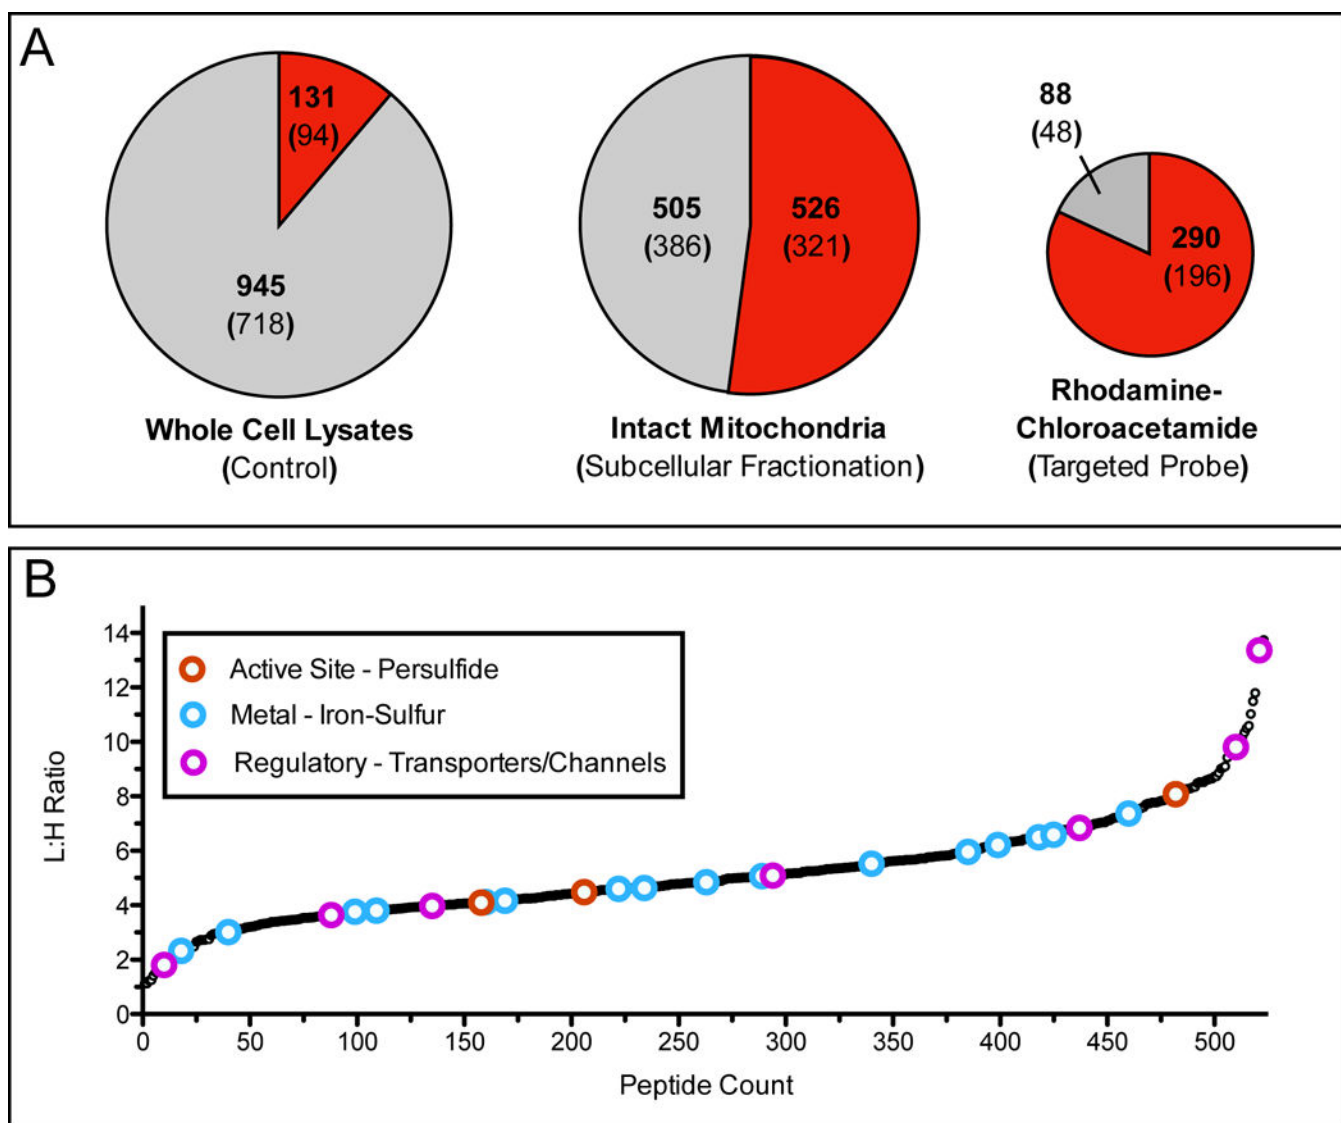 A
131
(94)
945
(718)
Whole Cell Lysates
(Control)
505
(386)
526
(321)
Intact Mitochondria
(Subcellular Fractionation)
88
(48)
290
(196)
Rhodamine-
Chloroacetamide
(Targeted Probe)
B
L:H Ratio
14
12
10
8
6
4
2
0
Active Site - Persulfide
Metal - Iron-Sulfur
Regulatory - Transporters/Channels
0 50 100 150 200 250 300 350 400 450 500
Peptide Count